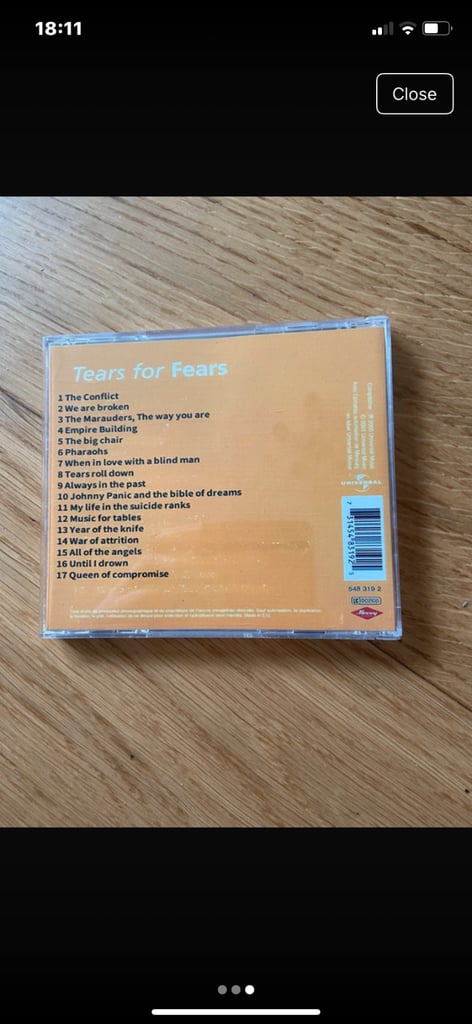 18:11
Close
Tears for Fears
1 The Conflict
2 We are broken
3 The Marauders, The way you are
4 Empire Building
5 The big chair
6 Pharaohs
7 When in love with a blind man
8 Tears roll down
9 Always in the past
10 Johnny Panic and the bible of dreams
11 My life in the suicide ranks
12 Music for tables
13 Year of the knife
14 War of attrition
15 All of the angels
16 Until I drown
17 Queen of compromise
UNIVERSAL
548 319 2
Mercury